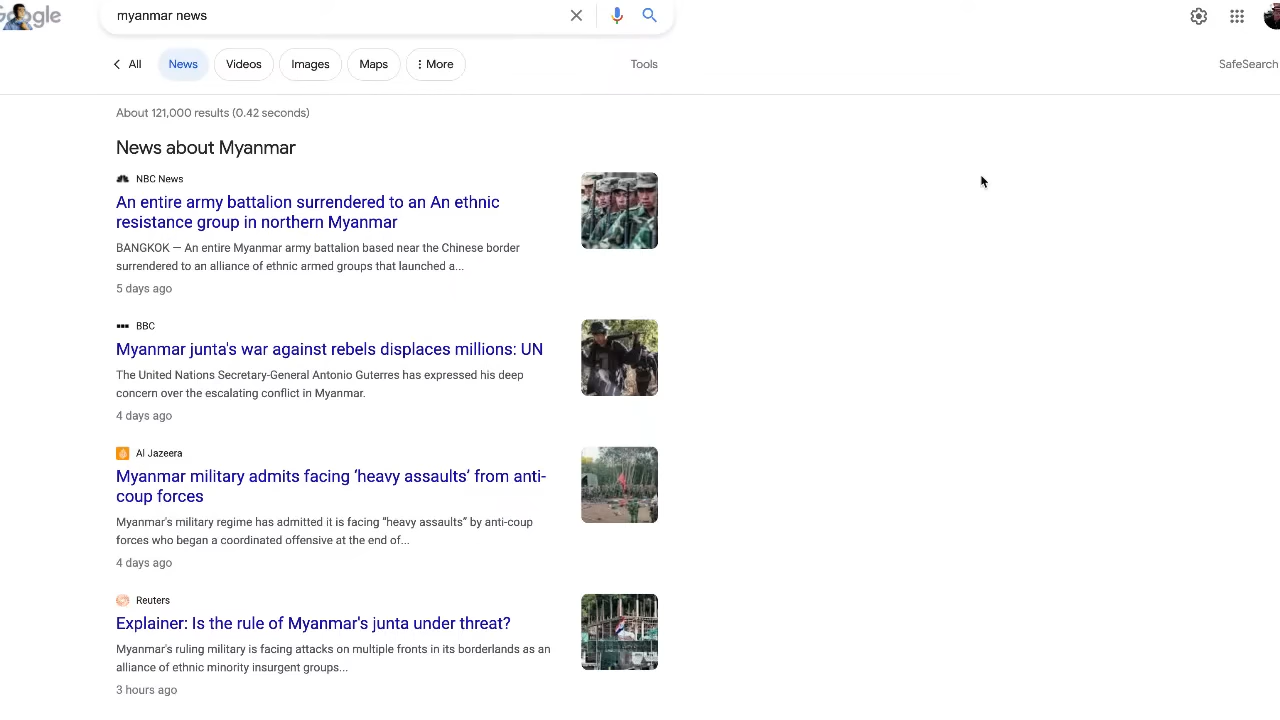 Google
myanmar news
All
News
Videos
Images
Maps
More
Tools
SafeSearch
About 121,000 results (0.42 seconds)
News about Myanmar
NBC News
An entire army battalion surrendered to an An ethnic
resistance group in northern Myanmar
BANGKOK — An entire Myanmar army battalion based near the Chinese border
surrendered to an alliance of ethnic armed groups that launched a...
5 days ago
BBC
Myanmar junta's war against rebels displaces millions: UN
The United Nations Secretary-General Antonio Guterres has expressed his deep
concern over the escalating conflict in Myanmar.
4 days ago
Al Jazeera
Myanmar military admits facing ‘heavy assaults’ from anti-
coup forces
Myanmar's military regime has admitted it is facing “heavy assaults” by anti-coup
forces who began a coordinated offensive at the end of...
4 days ago
Reuters
Explainer: Is the rule of Myanmar's junta under threat?
Myanmar's ruling military is facing attacks on multiple fronts in its borderlands as an
alliance of ethnic minority insurgent groups...
3 hours ago